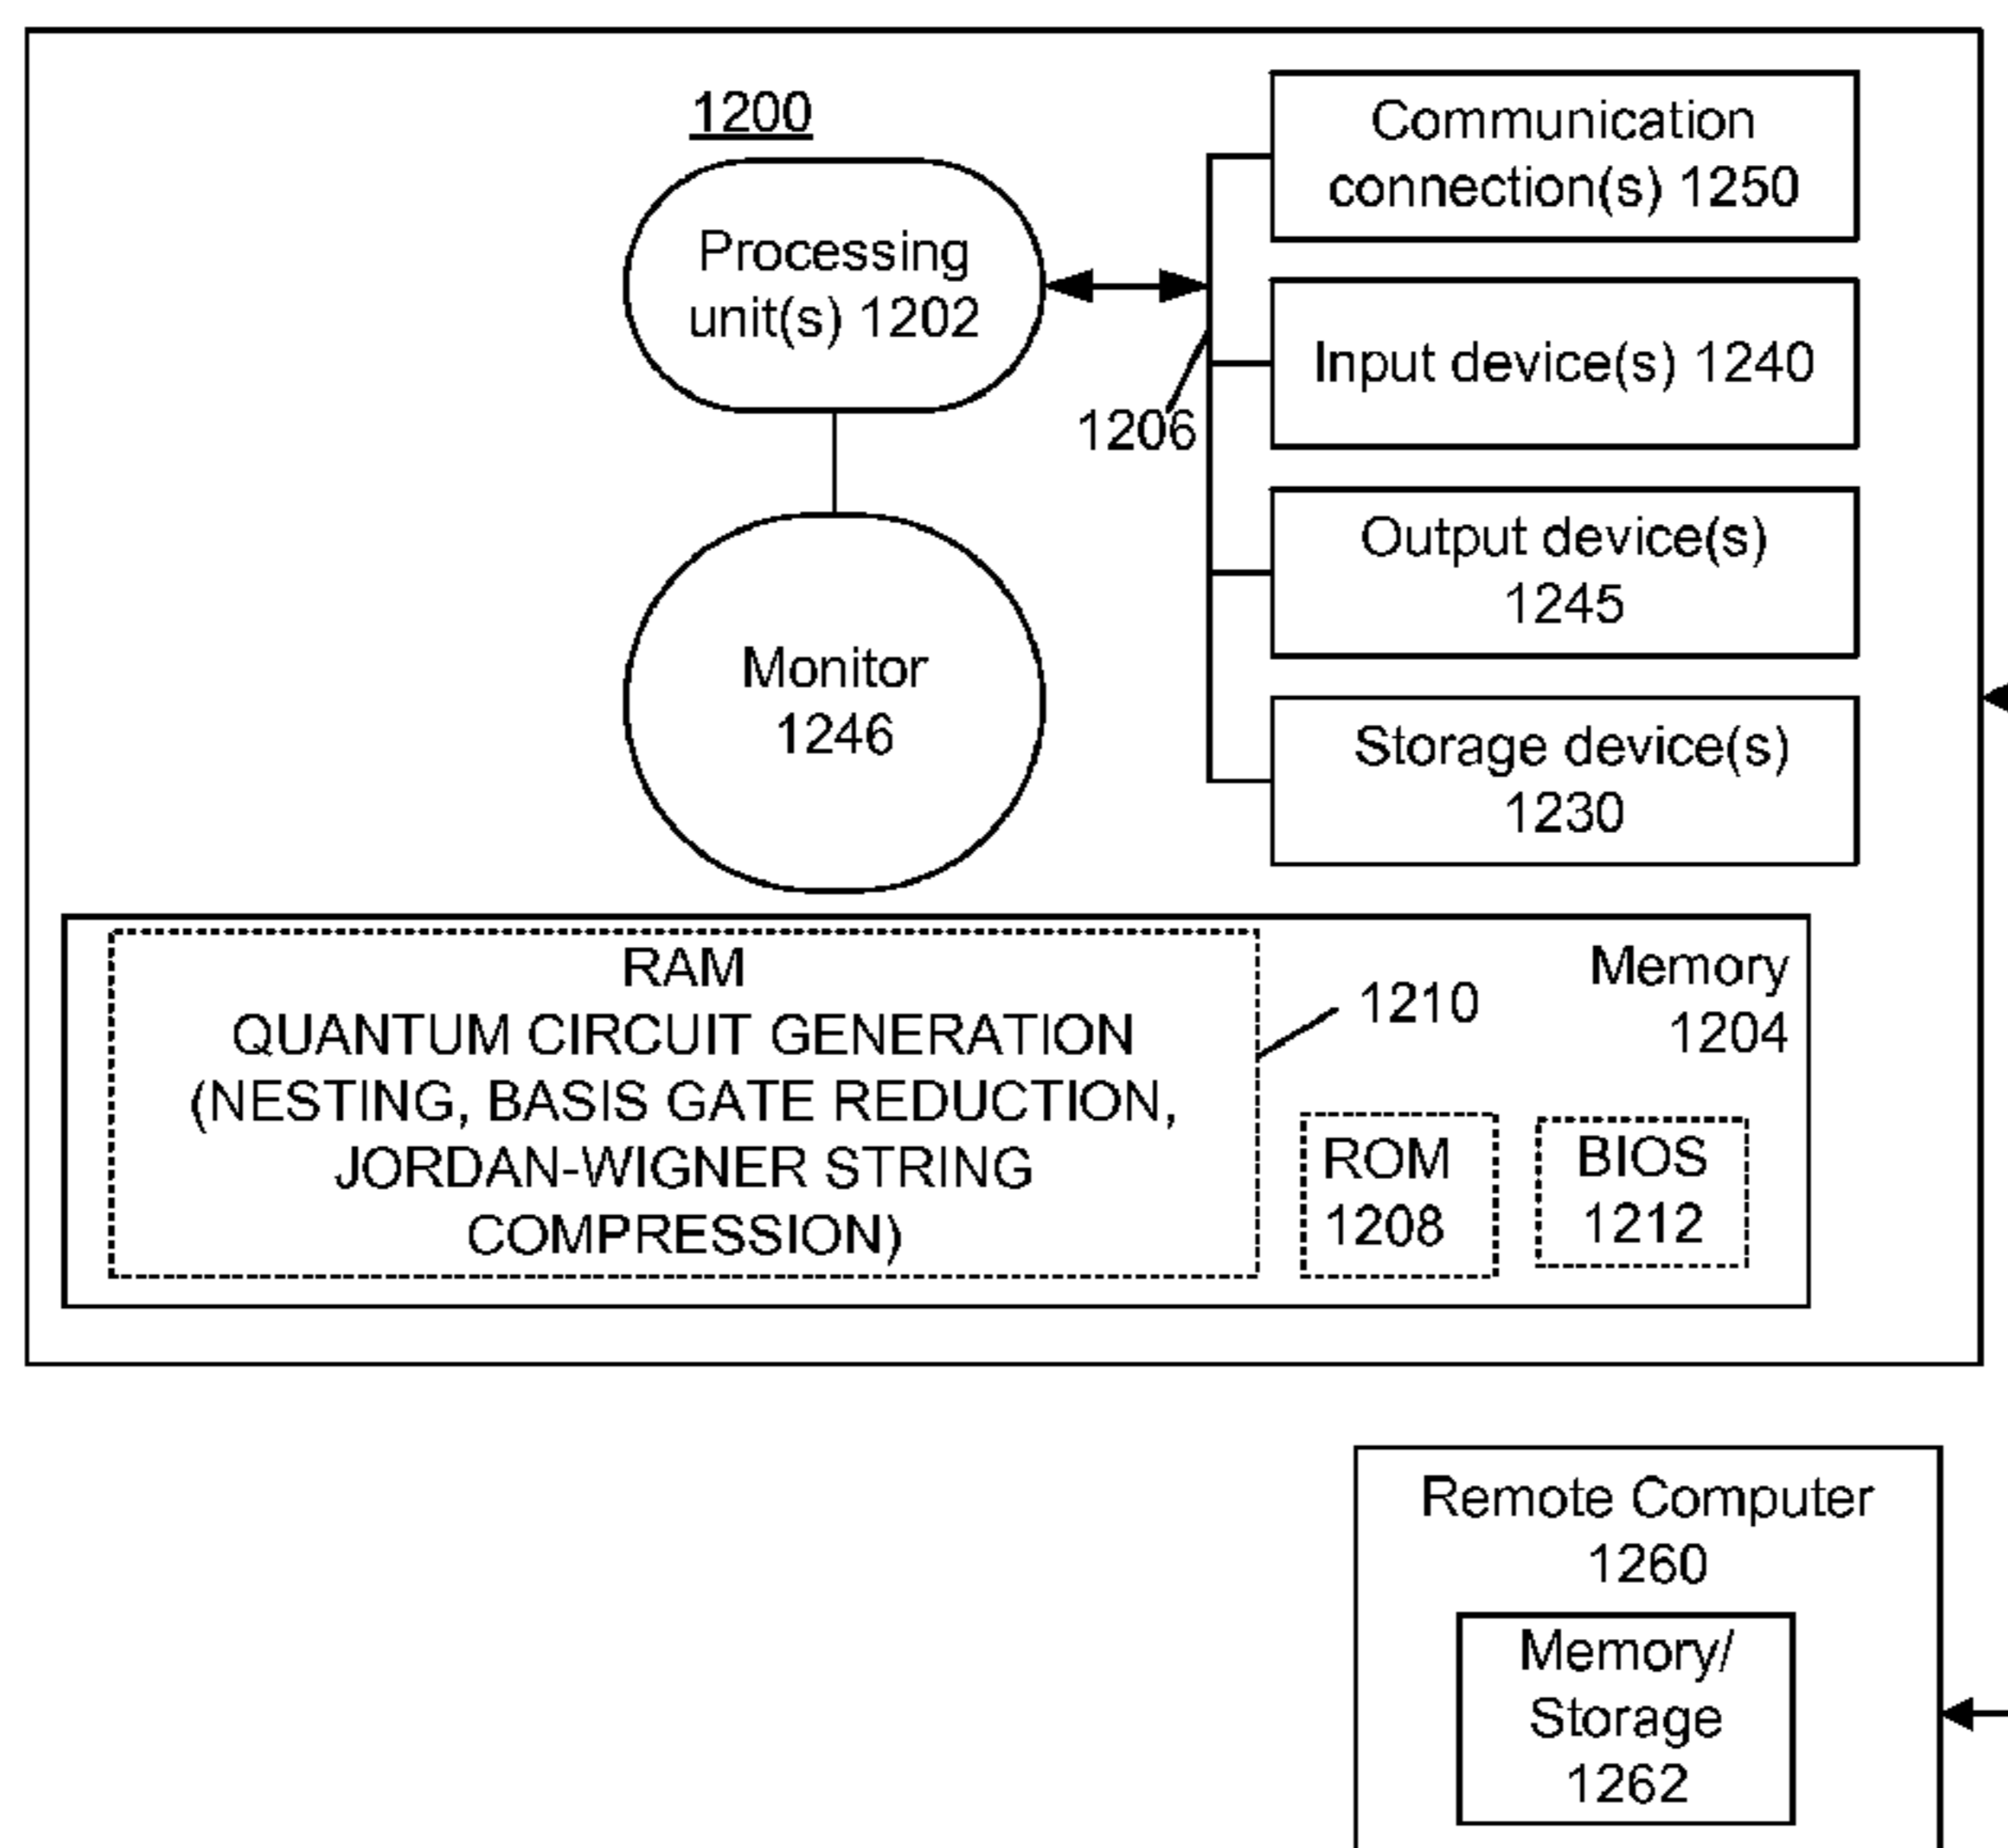 1200
Processing
unit(s) 1202
Communication
connection(s) 1250
Input device(s) 1240
1206
Output device(s)
1245
Monitor
1246
Storage device(s)
1230
RAM
QUANTUM CIRCUIT GENERATION
(NESTING, BASIS GATE REDUCTION,
JORDAN-WIGNER STRING
COMPRESSION)
1210
Memory
1204
ROM
1208
BIOS
1212
Remote Computer
1260
Memory/
Storage
1262